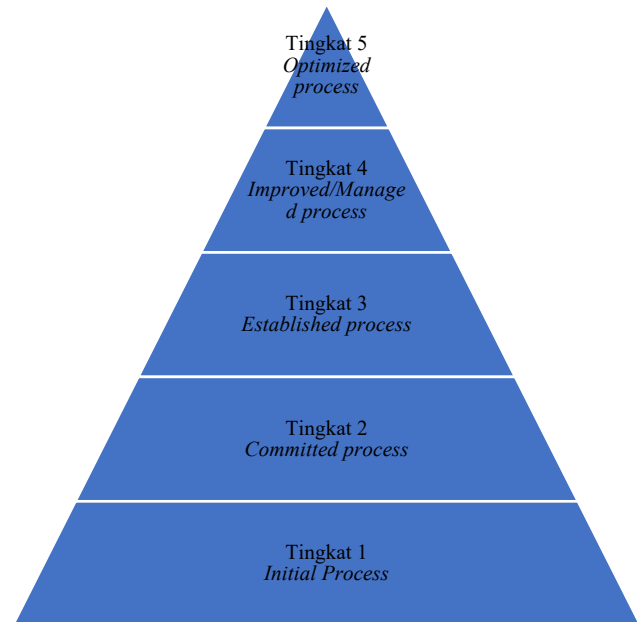 Tingkat 5
Optimized
process
Tingkat 4
Improved/Manage
d process
Tingkat 3
Established process
Tingkat 2
Committed process
Tingkat 1
Initial Process